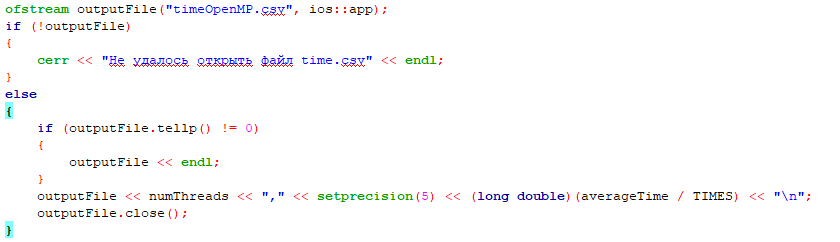 ofstream outputFile("timeOpenMP.csv", ios::app);
if (!outputFile)
{
    cerr << "Не удалось открыть файл time.csv" << endl;
}
else
{
    if (outputFile.tellp() != 0)
    {
        outputFile << endl;
    }
    outputFile << numThreads << "," << setprecision(5) << (long double)(averageTime / TIMES) << "\n";
    outputFile.close();
}